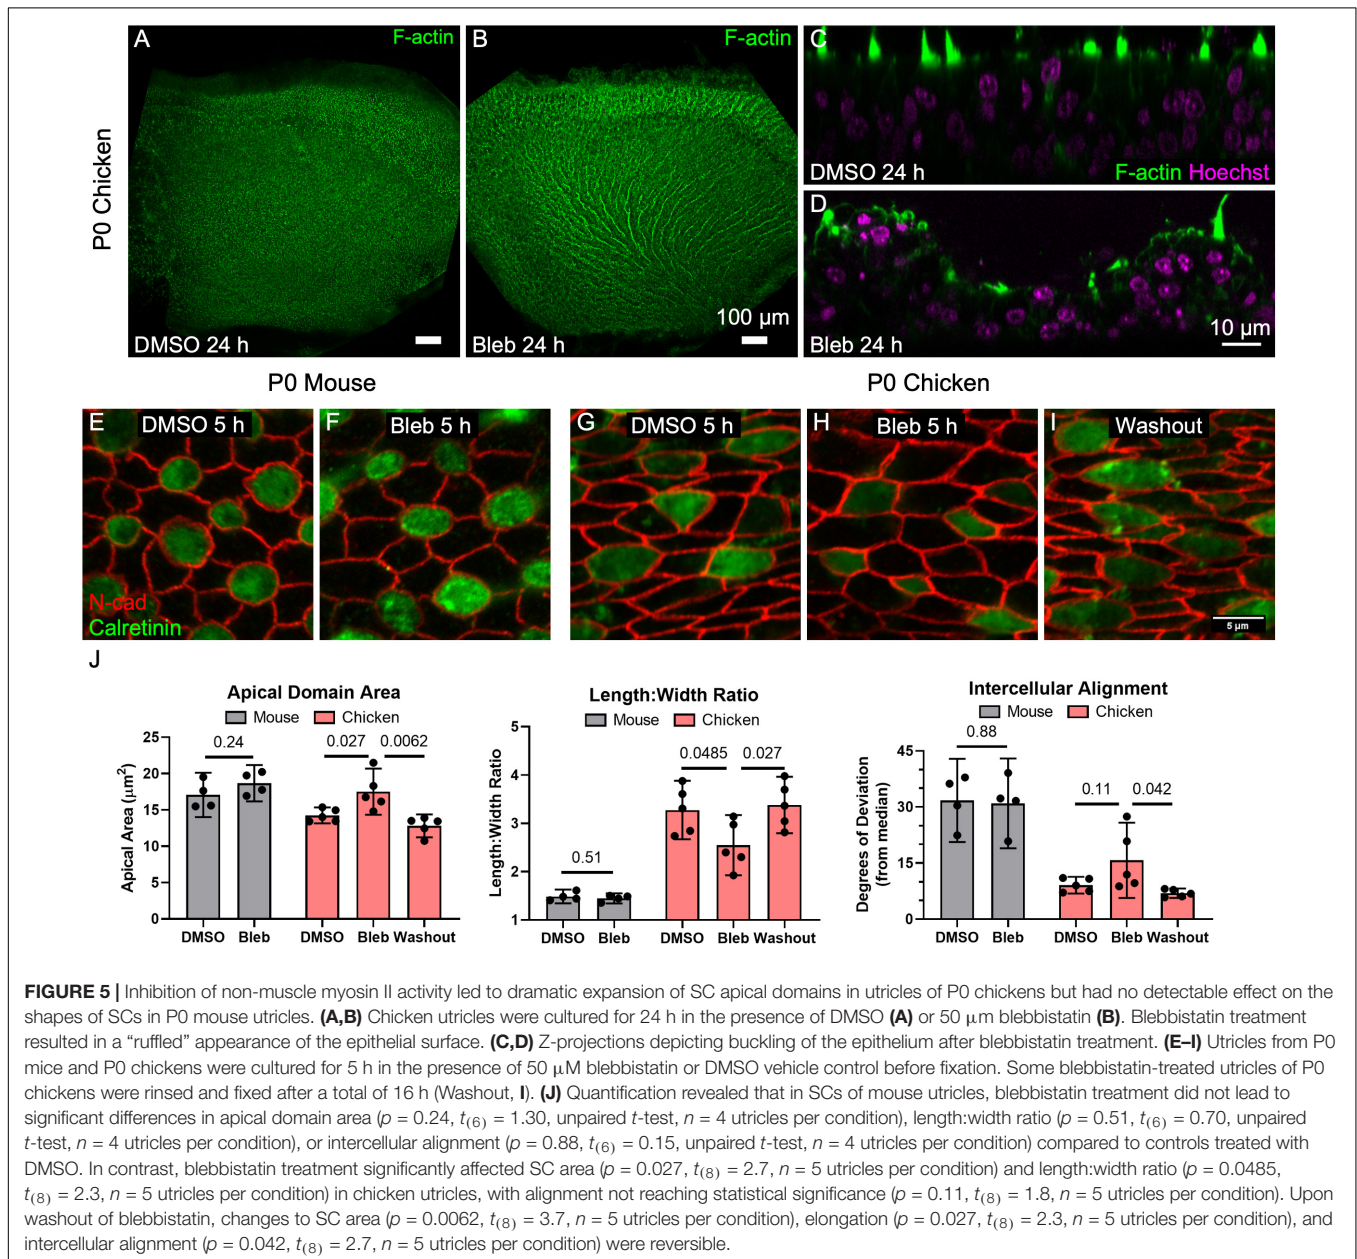 A
F-actin
B
F-actin
C
P0 Chicken
DMSO 24 h
F-actin Hoechst
D
DMSO 24 h
Bleb 24 h
100 µm
Bleb 24 h
10 µm
P0 Mouse
P0 Chicken
E
DMSO 5 h
F
Bleb 5 h
G
DMSO 5 h
H
Bleb 5 h
I
Washout
N-cad
Calretinin
5 µm
J
Apical Domain Area
Mouse
Chicken
Apical Area (µm²)
25
20
15
10
5
0
0.24
0.027
0.0062
DMSO
Bleb
DMSO
Bleb
Washout
Length:Width Ratio
Mouse
Chicken
Length:Width Ratio
5
4
3
2
1
0.51
0.0485
0.027
DMSO
Bleb
DMSO
Bleb
Washout
Intercellular Alignment
Mouse
Chicken
Degrees of Deviation
(from median)
45
30
15
0
0.88
0.11
0.042
DMSO
Bleb
DMSO
Bleb
Washout
FIGURE 5 | Inhibition of non-muscle myosin II activity led to dramatic expansion of SC apical domains in utricles of P0 chickens but had no detectable effect on the
shapes of SCs in P0 mouse utricles. (A,B) Chicken utricles were cultured for 24 h in the presence of DMSO (A) or 50 µm blebbistatin (B). Blebbistatin treatment
resulted in a “ruffled” appearance of the epithelial surface. (C,D) Z-projections depicting buckling of the epithelium after blebbistatin treatment. (E–I) Utricles from P0
mice and P0 chickens were cultured for 5 h in the presence of 50 µM blebbistatin or DMSO vehicle control before fixation. Some blebbistatin-treated utricles of P0
chickens were rinsed and fixed after a total of 16 h (Washout, I). (J) Quantification revealed that in SCs of mouse utricles, blebbistatin treatment did not lead to
significant differences in apical domain area (p = 0.24, t(6) = 1.30, unpaired t-test, n = 4 utricles per condition), length:width ratio (p = 0.51, t(6) = 0.70, unpaired
t-test, n = 4 utricles per condition), or intercellular alignment (p = 0.88, t(6) = 0.15, unpaired t-test, n = 4 utricles per condition) compared to controls treated with
DMSO. In contrast, blebbistatin treatment significantly affected SC area (p = 0.027, t(8) = 2.7, n = 5 utricles per condition) and length:width ratio (p = 0.0485,
t(8) = 2.3, n = 5 utricles per condition) in chicken utricles, with alignment not reaching statistical significance (p = 0.11, t(8) = 1.8, n = 5 utricles per condition). Upon
washout of blebbistatin, changes to SC area (p = 0.0062, t(8) = 3.7, n = 5 utricles per condition), elongation (p = 0.027, t(8) = 2.3, n = 5 utricles per condition), and
intercellular alignment (p = 0.042, t(8) = 2.7, n = 5 utricles per condition) were reversible.